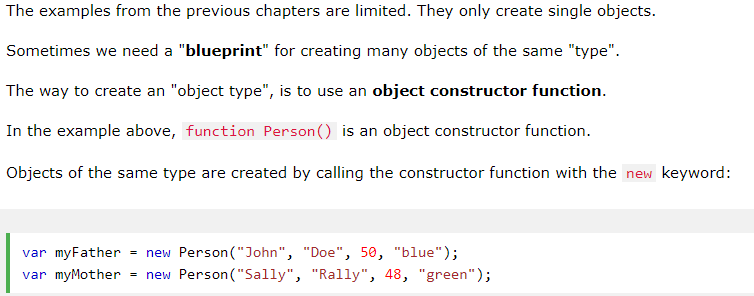 The examples from the previous chapters are limited. They only create single objects.
Sometimes we need a "blueprint" for creating many objects of the same "type".
The way to create an "object type", is to use an object constructor function.
In the example above, function Person() is an object constructor function.
Objects of the same type are created by calling the constructor function with the new keyword:
var myFather = new Person("John", "Doe", 50, "blue");
var myMother = new Person("Sally", "Rally", 48, "green");